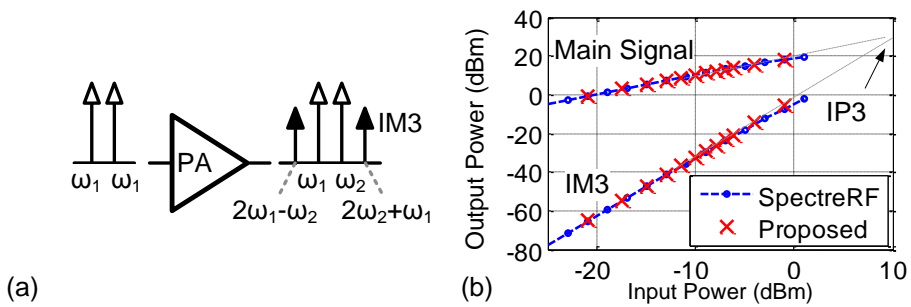 (a)
ω1 ω1
PA
IM3
ω1 ω2
2ω1-ω2 2ω2+ω1
(b)
Output Power (dBm)
40
20
0
-20
-40
-60
-80
Main Signal
IP3
IM3
SpectreRF
Proposed
-20 -10 0 10
Input Power (dBm)